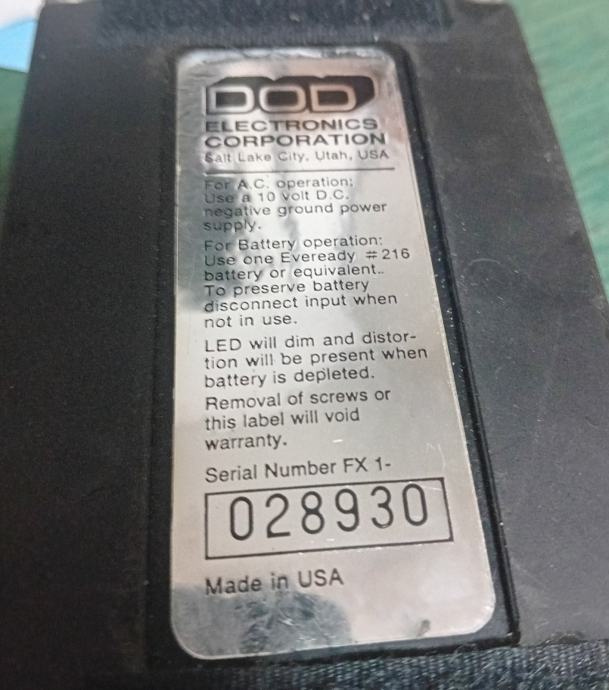 DOD
ELECTRONICS
CORPORATION
Salt Lake City, Utah, USA
For A.C. operation:
Use a 10 volt D.C.
negative ground power
supply.
For Battery operation:
Use one Eveready #216
battery or equivalent..
To preserve battery
disconnect input when
not in use.
LED will dim and distor-
tion will be present when
battery is depleted.
Removal of screws or
this label will void
warranty.
Serial Number FX 1-
028930
Made in USA